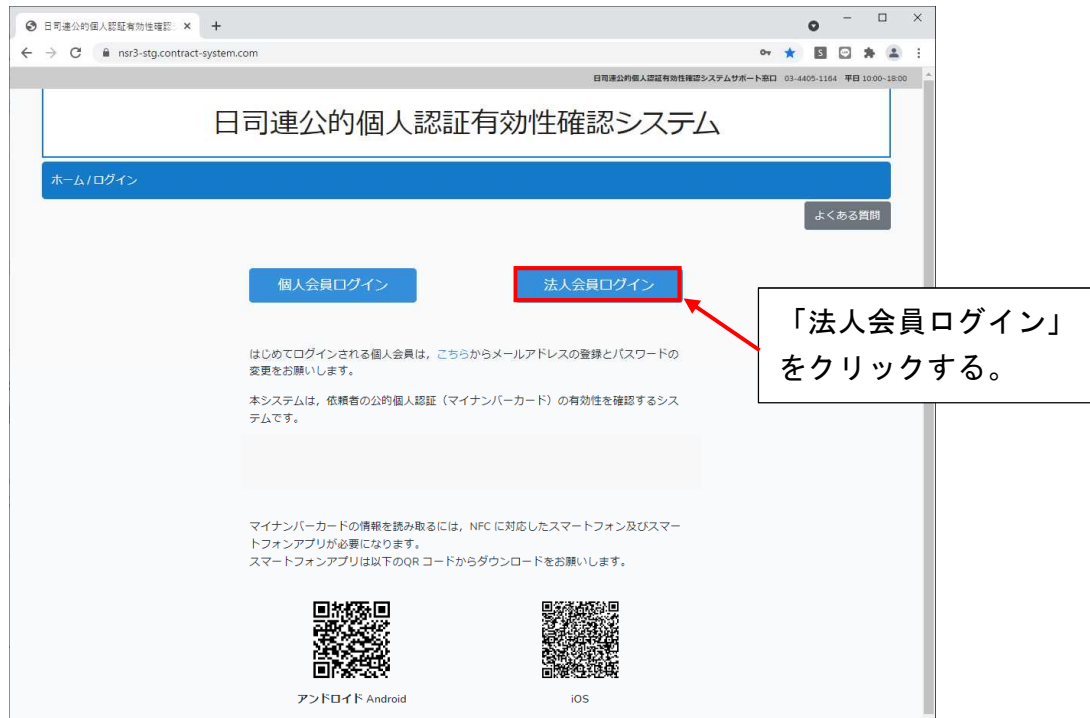 日司連公的個人認証有効性確認
nsr3-stg.contract-system.com
日司連公的個人認証有効性確認システムサポート窓口 03-4405-1164 平日 10:00~18:00
日司連公的個人認証有効性確認システム
ホーム / ログイン
よくある質問
個人会員ログイン
法人会員ログイン
「法人会員ログイン」
をクリックする。
はじめてログインされる個人会員は，こちらからメールアドレスの登録とパスワードの
変更をお願いします。
本システムは，依頼者の公的個人認証（マイナンバーカード）の有効性を確認するシス
テムです。
マイナンバーカードの情報を読み取るには，NFC に対応したスマートフォン及びスマー
トフォンアプリが必要になります。
スマートフォンアプリは以下のQR コードからダウンロードをお願いします。
アンドロイド Android
iOS